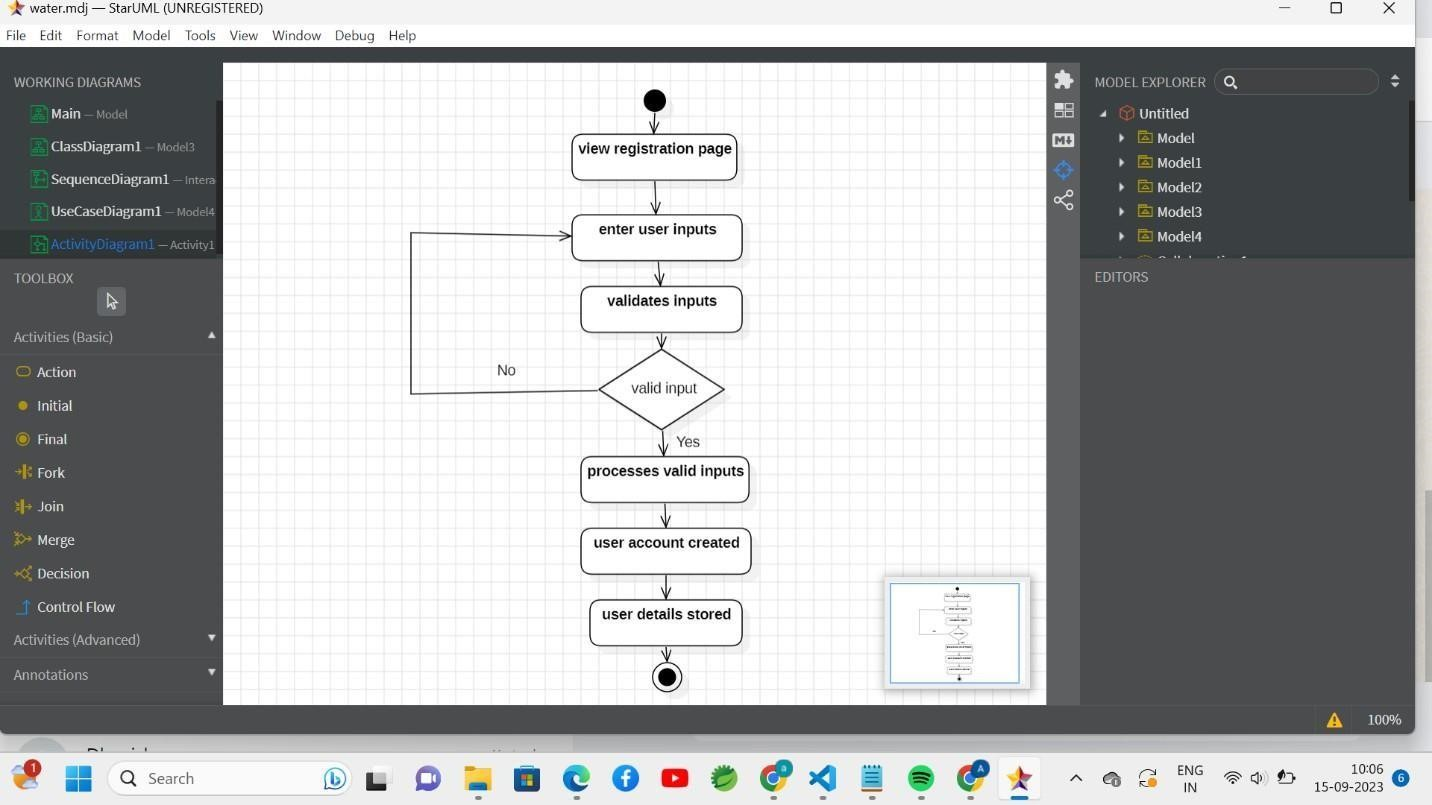 water.mdj — StarUML (UNREGISTERED)
File Edit Format Model Tools View Window Debug Help
WORKING DIAGRAMS
Main — Model
ClassDiagram1 — Model3
SequenceDiagram1 — Intera
UseCaseDiagram1 — Model4
ActivityDiagram1 — Activity1
TOOLBOX
Activities (Basic)
Action
Initial
Final
Fork
Join
Merge
Decision
Control Flow
Activities (Advanced)
Annotations
view registration page
enter user inputs
validates inputs
valid input
No
Yes
processes valid inputs
user account created
user details stored
M
MODEL EXPLORER
Untitled
Model
Model1
Model2
Model3
Model4
EDITORS
100%
1
Search
a
A
ENG
IN
10:06
15-09-2023
6